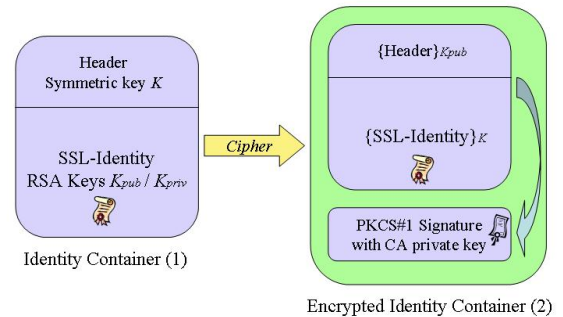 Header
Symmetric key K
SSL-Identity
RSA Keys Kpub / Kpriv
Identity Container (1)
Cipher
{Header}Kpub
{SSL-Identity}K
PKCS#1 Signature
with CA private key
Encrypted Identity Container (2)